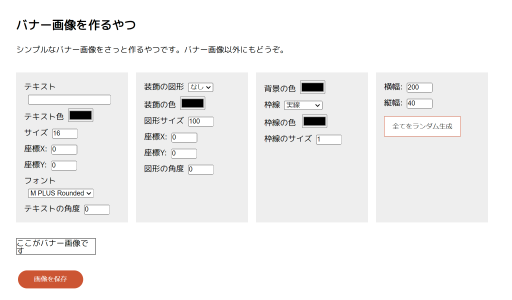 バナー画像を作るやつ
シンプルなバナー画像をさっと作るやつです。バナー画像以外にもどうぞ。
テキスト
テキスト色
サイズ 16
座標X: 0
座標Y: 0
フォント
M PLUS Rounded
テキストの角度 0
装飾の図形 なし
装飾の色
図形サイズ 100
座標X: 0
座標Y: 0
図形の角度 0
背景の色
枠線 実線
枠線の色
枠線のサイズ 1
横幅: 200
縦幅: 40
全てをランダム生成
ここがバナー画像で
す
画像を保存